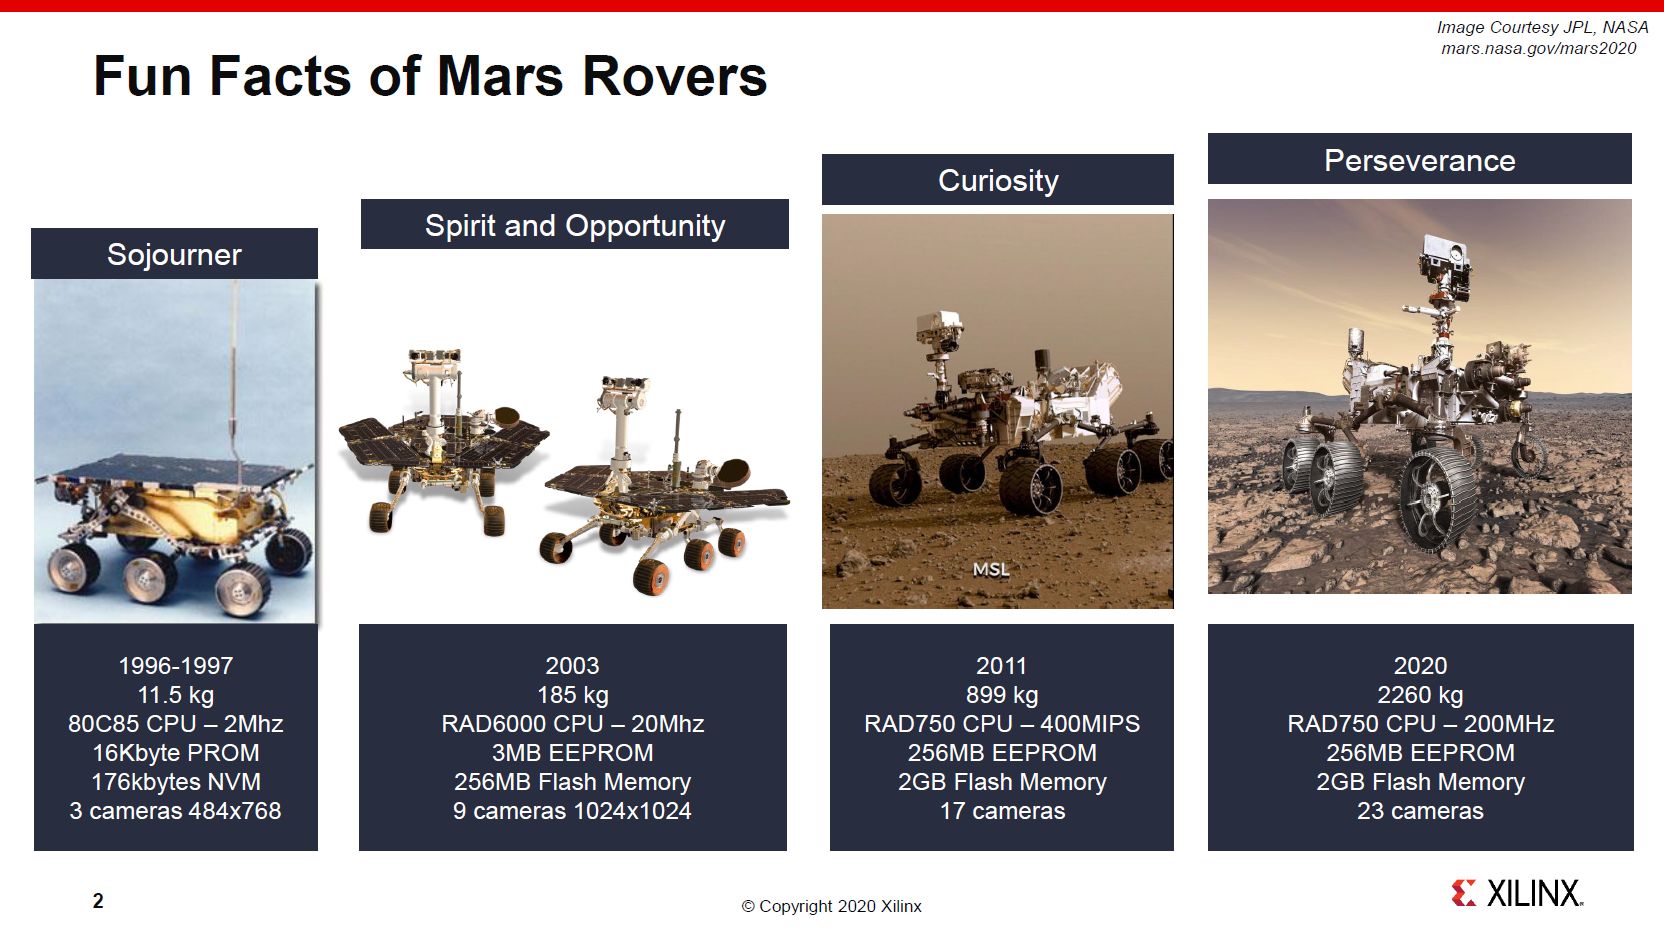 Image Courtesy JPL, NASA
mars.nasa.gov/mars2020
Fun Facts of Mars Rovers
Sojourner
1996-1997
11.5 kg
80C85 CPU – 2Mhz
16Kbyte PROM
176kbytes NVM
3 cameras 484x768
Spirit and Opportunity
2003
185 kg
RAD6000 CPU – 20Mhz
3MB EEPROM
256MB Flash Memory
9 cameras 1024x1024
Curiosity
MSL
2011
899 kg
RAD750 CPU – 400MIPS
256MB EEPROM
2GB Flash Memory
17 cameras
Perseverance
2020
2260 kg
RAD750 CPU – 200MHz
256MB EEPROM
2GB Flash Memory
23 cameras
2
© Copyright 2020 Xilinx
XILINX®